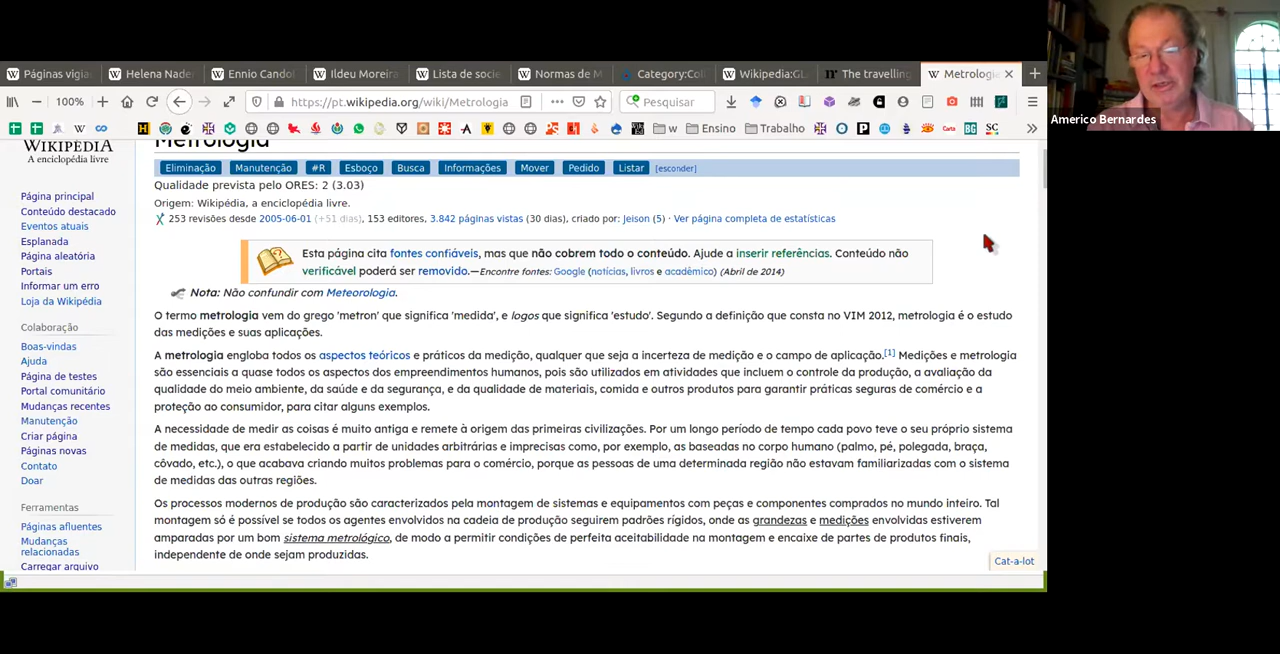 Páginas vigia
Helena Nade
Ennio Candot
Ildeu Moreira
Lista de socie
Normas de M
Category:Coll
Wikipedia:GL
The travelling
Metrologia
100%
https://pt.wikipedia.org/wiki/Metrologia
Pesquisar
w
Ensino
Trabalho
Carta
BG
SC
Americo Bernardes
WIKIPÉDIA
A enciclopédia livre
Página principal
Conteúdo destacado
Eventos atuais
Esplanada
Página aleatória
Portais
Informar um erro
Loja da Wikipédia
Colaboração
Boas-vindas
Ajuda
Página de testes
Portal comunitário
Mudanças recentes
Manutenção
Criar página
Páginas novas
Contato
Doar
Ferramentas
Páginas afluentes
Mudanças
relacionadas
Carregar arquivo
Metrologia
Eliminação Manutenção #R Esboço Busca Informações Mover Pedido Listar [esconder]
Qualidade prevista pelo ORES: 2 (3.03)
Origem: Wikipédia, a enciclopédia livre.
253 revisões desde 2005-06-01 (+51 dias), 153 editores, 3.842 páginas vistas (30 dias), criado por: Jeison (5) · Ver página completa de estatísticas
Esta página cita fontes confiáveis, mas que não cobrem todo o conteúdo. Ajude a inserir referências. Conteúdo não
verificável poderá ser removido.—Encontre fontes: Google (notícias, livros e acadêmico) (Abril de 2014)
Nota: Não confundir com Meteorologia.
O termo metrologia vem do grego 'metron' que significa 'medida', e logos que significa 'estudo'. Segundo a definição que consta no VIM 2012, metrologia é o estudo
das medições e suas aplicações.
A metrologia engloba todos os aspectos teóricos e práticos da medição, qualquer que seja a incerteza de medição e o campo de aplicação.[1] Medições e metrologia
são essenciais a quase todos os aspectos dos empreendimentos humanos, pois são utilizados em atividades que incluem o controle da produção, a avaliação da
qualidade do meio ambiente, da saúde e da segurança, e da qualidade de materiais, comida e outros produtos para garantir práticas seguras de comércio e a
proteção ao consumidor, para citar alguns exemplos.
A necessidade de medir as coisas é muito antiga e remete à origem das primeiras civilizações. Por um longo período de tempo cada povo teve o seu próprio sistema
de medidas, que era estabelecido a partir de unidades arbitrárias e imprecisas como, por exemplo, as baseadas no corpo humano (palmo, pé, polegada, braça,
côvado, etc.), o que acabava criando muitos problemas para o comércio, porque as pessoas de uma determinada região não estavam familiarizadas com o sistema
de medidas das outras regiões.
Os processos modernos de produção são caracterizados pela montagem de sistemas e equipamentos com peças e componentes comprados no mundo inteiro. Tal
montagem só é possível se todos os agentes envolvidos na cadeia de produção seguirem padrões rígidos, onde as grandezas e medições envolvidas estiverem
amparadas por um bom sistema metrológico, de modo a permitir condições de perfeita aceitabilidade na montagem e encaixe de partes de produtos finais,
independente de onde sejam produzidas.
Cat-a-lot